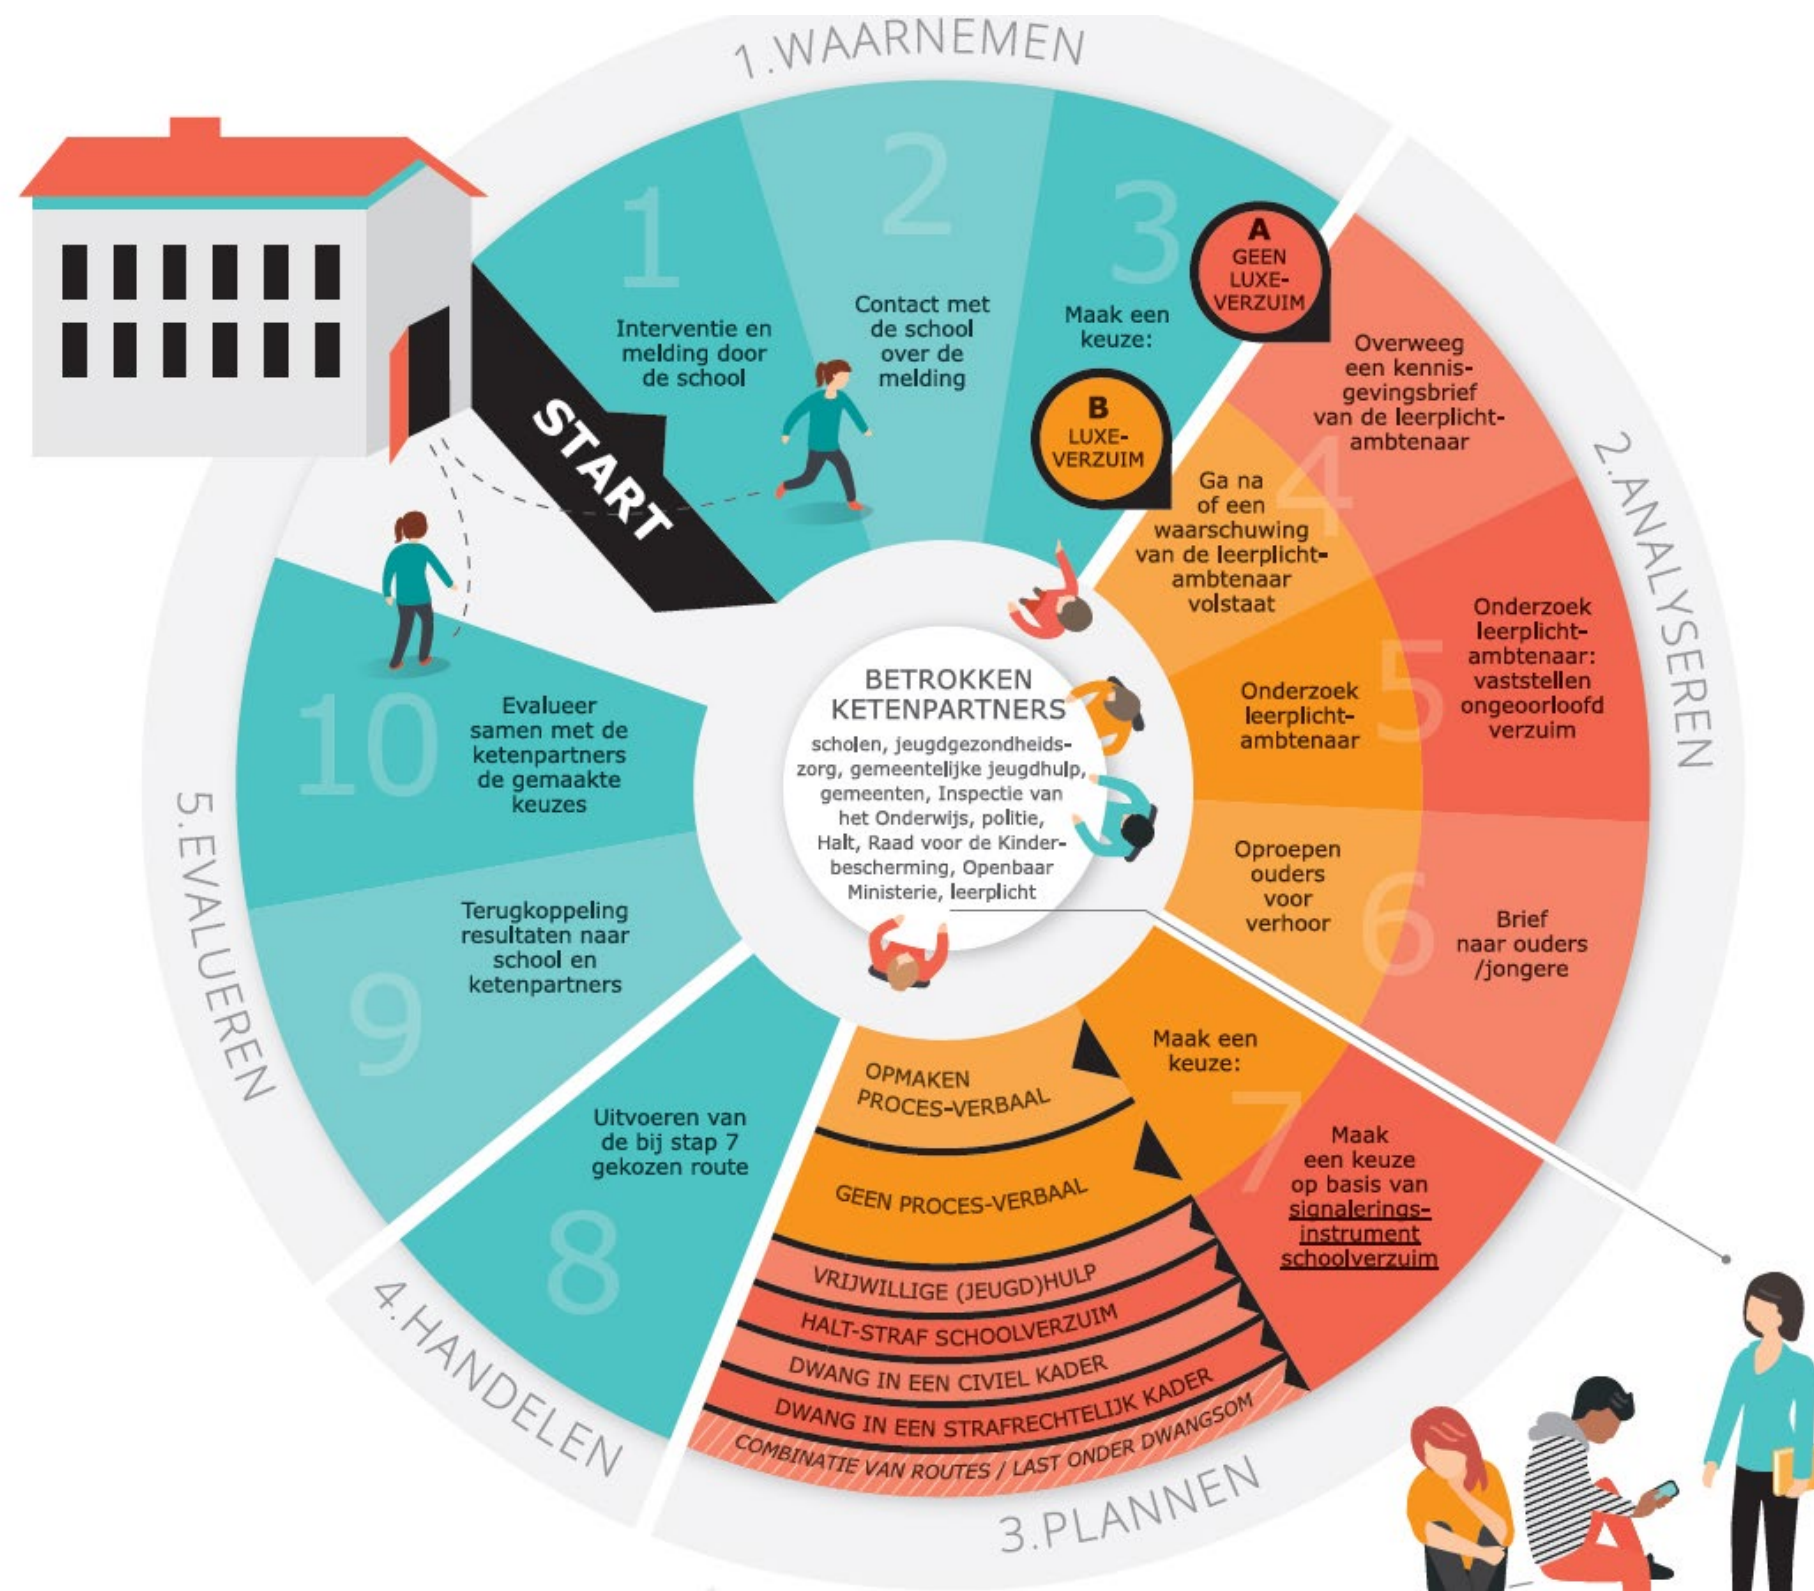 1.WAARNEMEN
START
1
Interventie en
melding door
de school
2
Contact met
de school
over de
melding
3
Maak een
keuze:
A
GEEN
LUXE-
VERZUIM
B
LUXE-
VERZUIM
2.ANALYSEREN
4
Overweeg
een kennis-
gevingsbrief
van de leerplicht-
ambtenaar
Ga na
of een
waarschuwing
van de leerplicht-
ambtenaar
volstaat
5
Onderzoek
leerplicht-
ambtenaar:
vaststellen
ongeoorloofd
verzuim
Onderzoek
leerplicht-
ambtenaar
6
Brief
naar ouders
/jongere
Oproepen
ouders
voor
verhoor
3.PLANNEN
7
Maak een
keuze:
Maak
een keuze
op basis van
signalerings-
instrument
schoolverzuim
OPMAKEN
PROCES-VERBAAL
GEEN PROCES-VERBAAL
VRIJWILLIGE (JEUGD)HULP
HALT-STRAF SCHOOLVERZUIM
DWANG IN EEN CIVIEL KADER
DWANG IN EEN STRAFRECHTELIJK KADER
COMBINATIE VAN ROUTES / LAST ONDER DWANGSOM
4.HANDELEN
Uitvoeren van
de bij stap 7
gekozen route
8
5.EVALUEREN
Terugkoppeling
resultaten naar
school en
ketenpartners
9
10
Evalueer
samen met de
ketenpartners
de gemaakte
keuzes
BETROKKEN
KETENPARTNERS
scholen, jeugdgezondheids-
zorg, gemeentelijke jeugdhulp,
gemeenten, Inspectie van
het Onderwijs, politie,
Halt, Raad voor de Kinder-
bescherming, Openbaar
Ministerie, leerplicht